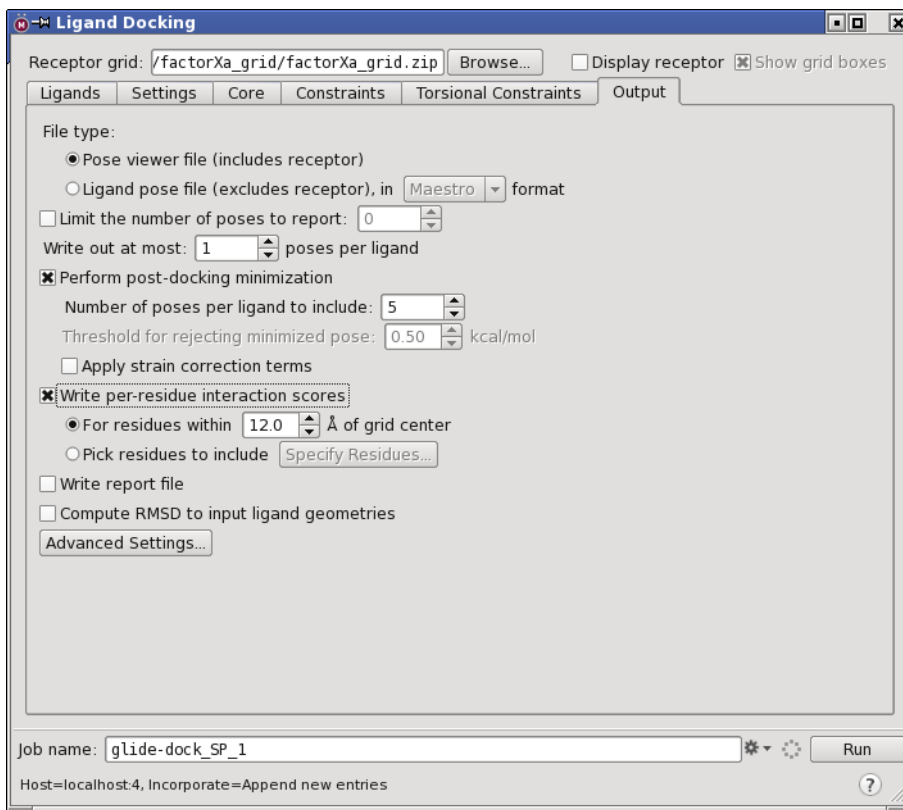 Ligand Docking
Receptor grid: /factorXa_grid/factorXa_grid.zip Browse... Display receptor Show grid boxes
Ligands Settings Core Constraints Torsional Constraints Output
File type:
Pose viewer file (includes receptor)
Ligand pose file (excludes receptor), in Maestro format
Limit the number of poses to report: 0
Write out at most: 1 poses per ligand
Perform post-docking minimization
Number of poses per ligand to include: 5
Threshold for rejecting minimized pose: 0.50 kcal/mol
Apply strain correction terms
Write per-residue interaction scores
For residues within 12.0 Å of grid center
Pick residues to include Specify Residues...
Write report file
Compute RMSD to input ligand geometries
Advanced Settings...
Job name: glide-dock_SP_1 Run
Host=localhost:4, Incorporate=Append new entries ?